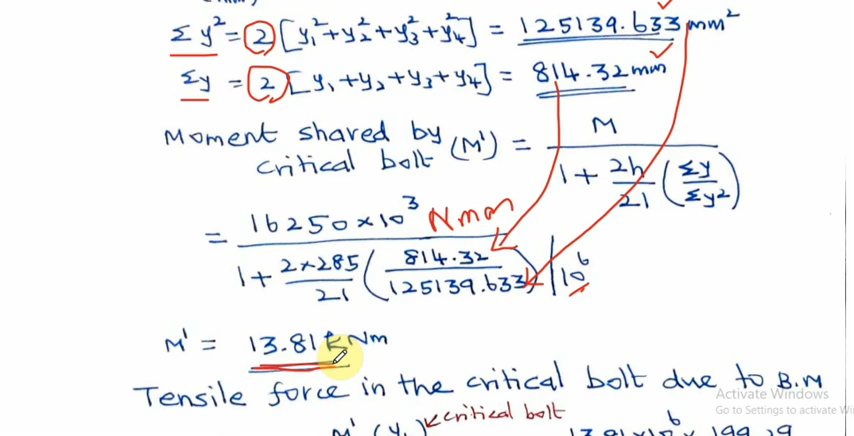 Σy² = 2 [y₁²+y₂²+y₃²+y₄²] = 125139.633 mm²
Σy = 2 [y₁+y₂+y₃+y₄] = 814.32 mm
Moment shared by critical bolt (M') = M / (1 + 2h/21 (Σy/Σy²))
= 16250×10³ Nmm / (1 + 2×285/21 (814.32/125139.633)) /10⁶
M' = 13.81 kNm
Tensile force in the critical bolt due to B.M
Activate Windows
Go to Settings to activate Wi
critical bolt